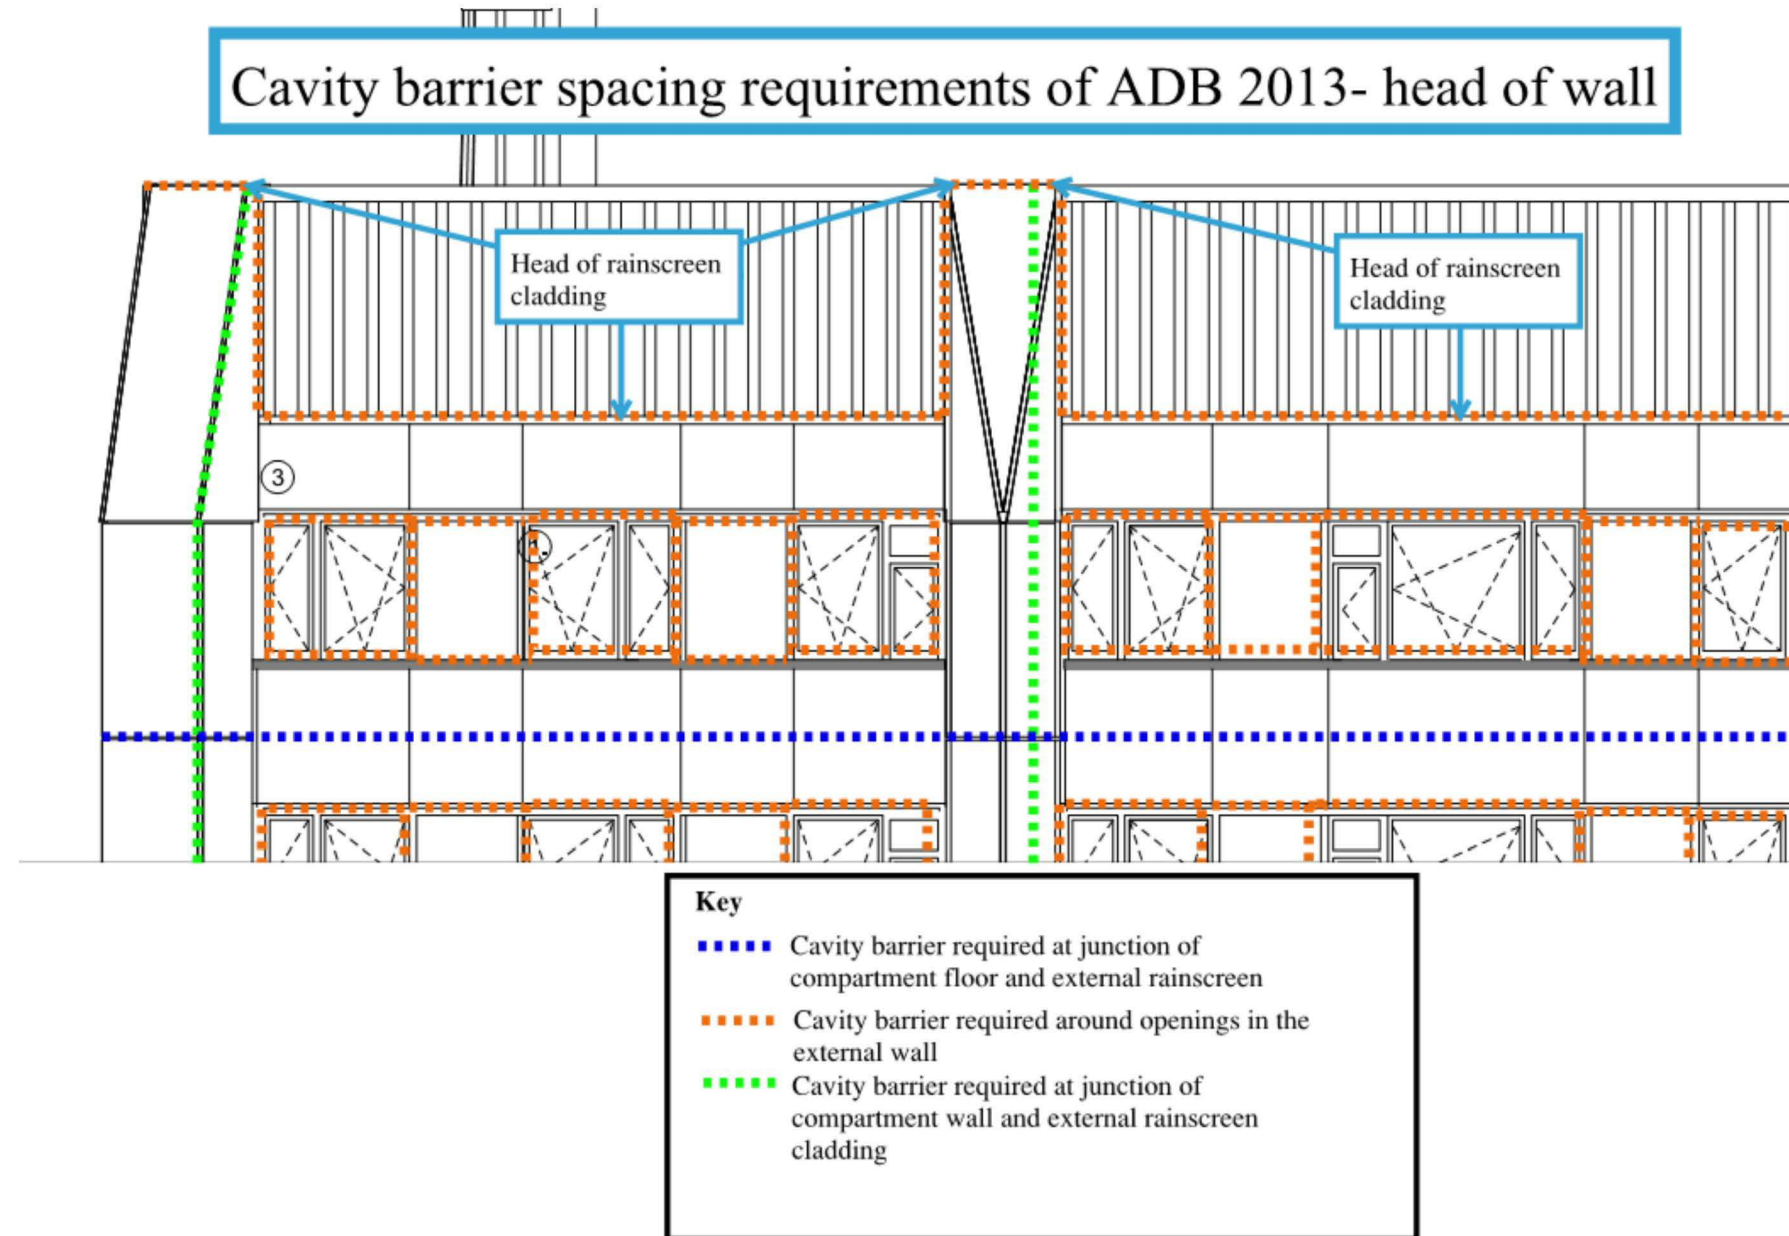 Cavity barrier spacing requirements of ADB 2013- head of wall
Head of rainscreen
cladding
Head of rainscreen
cladding
3
Key
Cavity barrier required at junction of
compartment floor and external rainscreen
Cavity barrier required around openings in the
external wall
Cavity barrier required at junction of
compartment wall and external rainscreen
cladding